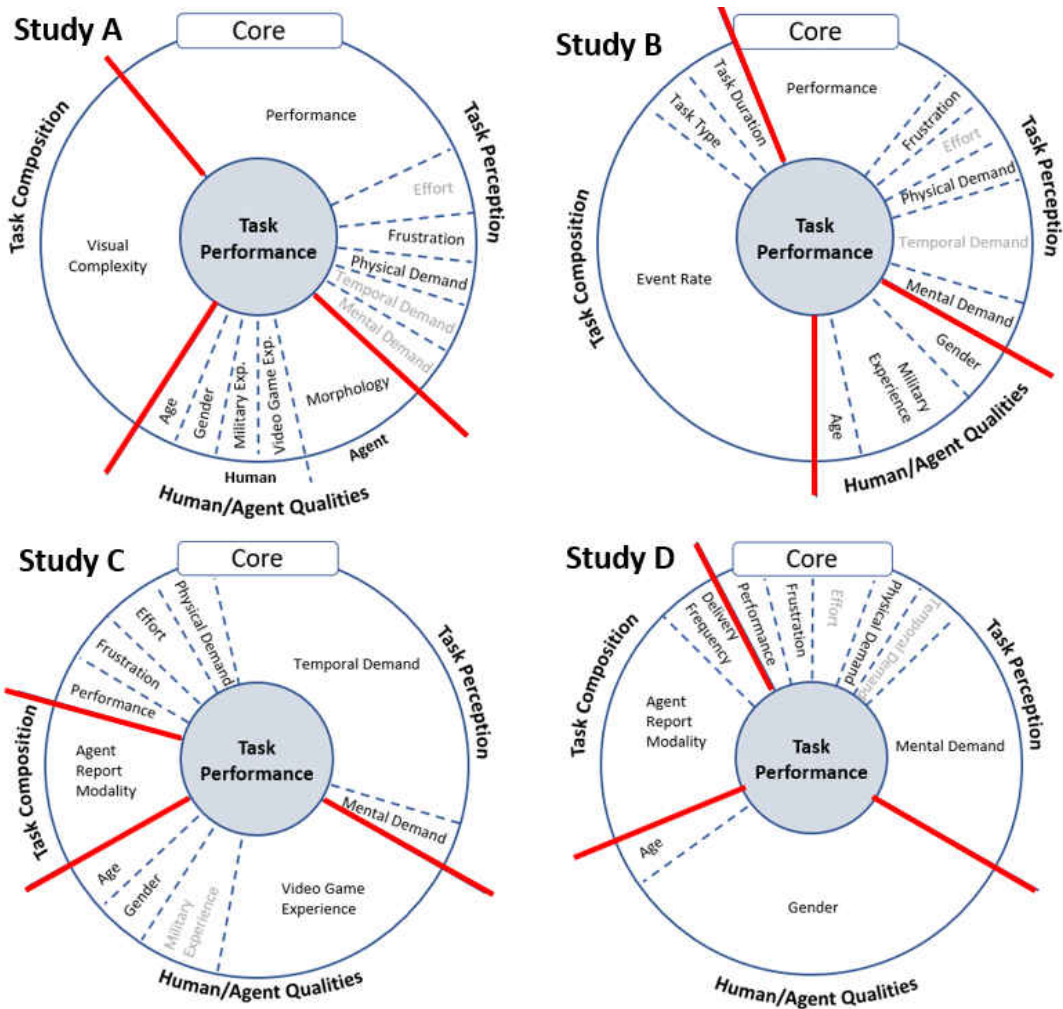 Study A
Core
Task Composition
Performance
Task Perception
Effort
Frustration
Physical Demand
Temporal Demand
Mental Demand
Visual
Complexity
Task
Performance
Age
Gender
Military Exp.
Video Game Exp.
Morphology
Agent
Human
Human/Agent Qualities
Study B
Core
Task Type
Task Duration
Performance
Frustration
Effort
Physical Demand
Temporal Demand
Mental Demand
Task Perception
Task Composition
Event Rate
Task
Performance
Age
Military
Experience
Gender
Human/Agent Qualities
Study C
Core
Physical Demand
Effort
Frustration
Performance
Temporal Demand
Task Perception
Task Composition
Agent
Report
Modality
Task
Performance
Mental Demand
Age
Gender
Military
Experience
Video Game
Experience
Human/Agent Qualities
Study D
Core
Delivery
Frequency
Performance
Frustration
Effort
Physical Demand
Temporal
Demand
Task Perception
Task Composition
Agent
Report
Modality
Task
Performance
Mental Demand
Age
Gender
Human/Agent Qualities